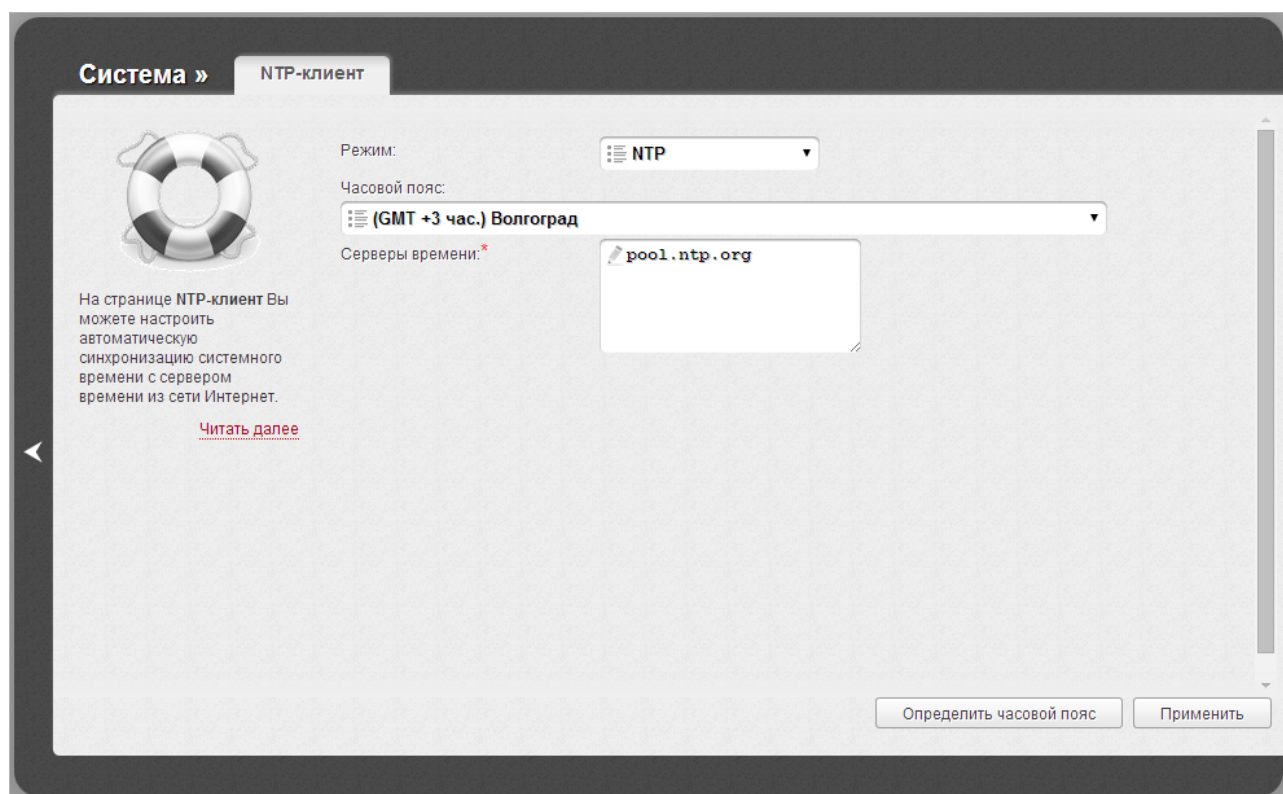 Система »
NTP-клиент
Режим:
NTP
Часовой пояс:
(GMT +3 час.) Волгоград
Серверы времени:*
pool.ntp.org
На странице NTP-клиент Вы
можете настроить
автоматическую
синхронизацию системного
времени с сервером
времени из сети Интернет.
Читать далее
Определить часовой пояс
Применить